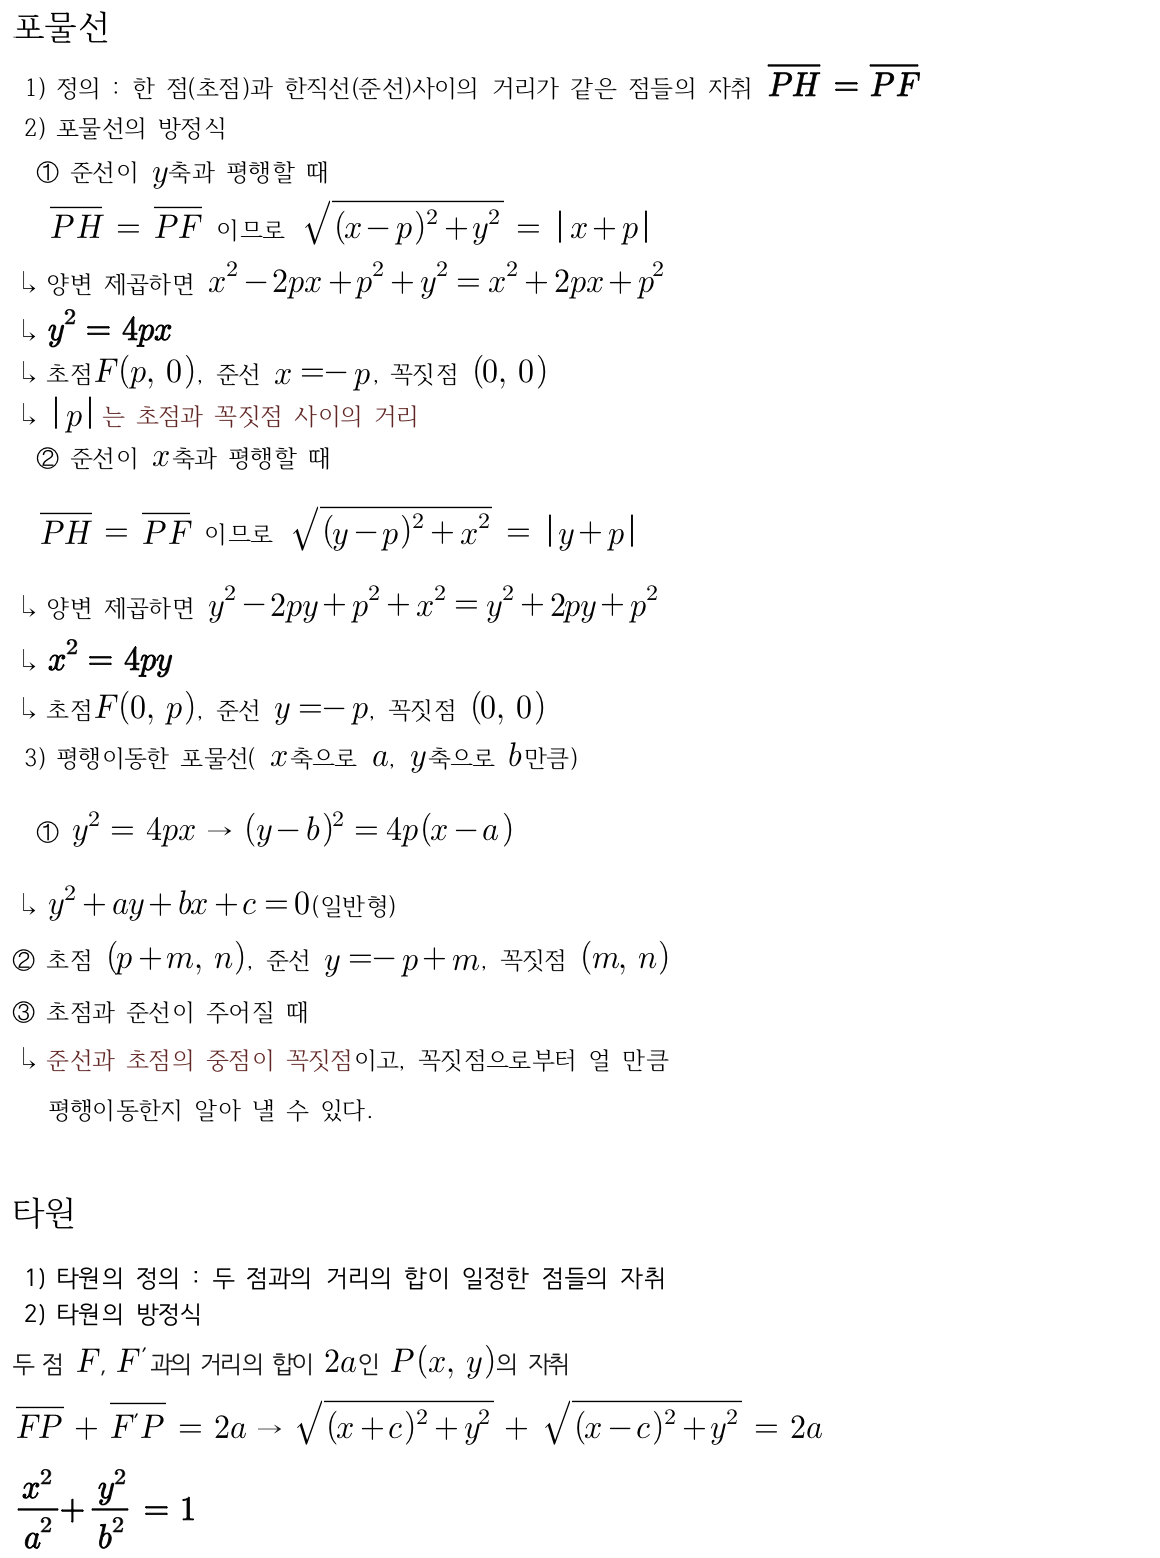 포물선
1) 정의 : 한 점(초점)과 한직선(준선)사이의 거리가 같은 점들의 자취 $\overline{PH} = \overline{PF}$
2) 포물선의 방정식
① 준선이 $y$축과 평행할 때
$\overline{PH} = \overline{PF}$ 이므로 $\sqrt{(x-p)^2+y^2} = |x+p|$
↳ 양변 제곱하면 $x^2-2px+p^2+y^2=x^2+2px+p^2$
↳ $y^2 = 4px$
↳ 초점$F(p, 0)$, 준선 $x=-p$, 꼭짓점 $(0, 0)$
↳ $|p|$는 초점과 꼭짓점 사이의 거리
② 준선이 $x$축과 평행할 때
$\overline{PH} = \overline{PF}$ 이므로 $\sqrt{(y-p)^2+x^2} = |y+p|$
↳ 양변 제곱하면 $y^2-2py+p^2+x^2=y^2+2py+p^2$
↳ $x^2 = 4py$
↳ 초점$F(0, p)$, 준선 $y=-p$, 꼭짓점 $(0, 0)$
3) 평행이동한 포물선( $x$축으로 $a$, $y$축으로 $b$만큼)
① $y^2 = 4px → (y-b)^2=4p(x-a)$
↳ $y^2+ay+bx+c=0$(일반형)
② 초점 $(p+m, n)$, 준선 $y=-p+m$, 꼭짓점 $(m, n)$
③ 초점과 준선이 주어질 때
↳ 준선과 초점의 중점이 꼭짓점이고, 꼭짓점으로부터 얼 만큼
평행이동한지 알아 낼 수 있다.
타원
1) 타원의 정의 : 두 점과의 거리의 합이 일정한 점들의 자취
2) 타원의 방정식
두 점 $F$, $F'$과의 거리의 합이 $2a$인 $P(x, y)$의 자취
$\overline{FP} + \overline{F'P} = 2a → \sqrt{(x+c)^2+y^2} + \sqrt{(x-c)^2+y^2} = 2a$
$\frac{x^2}{a^2}+\frac{y^2}{b^2} = 1$